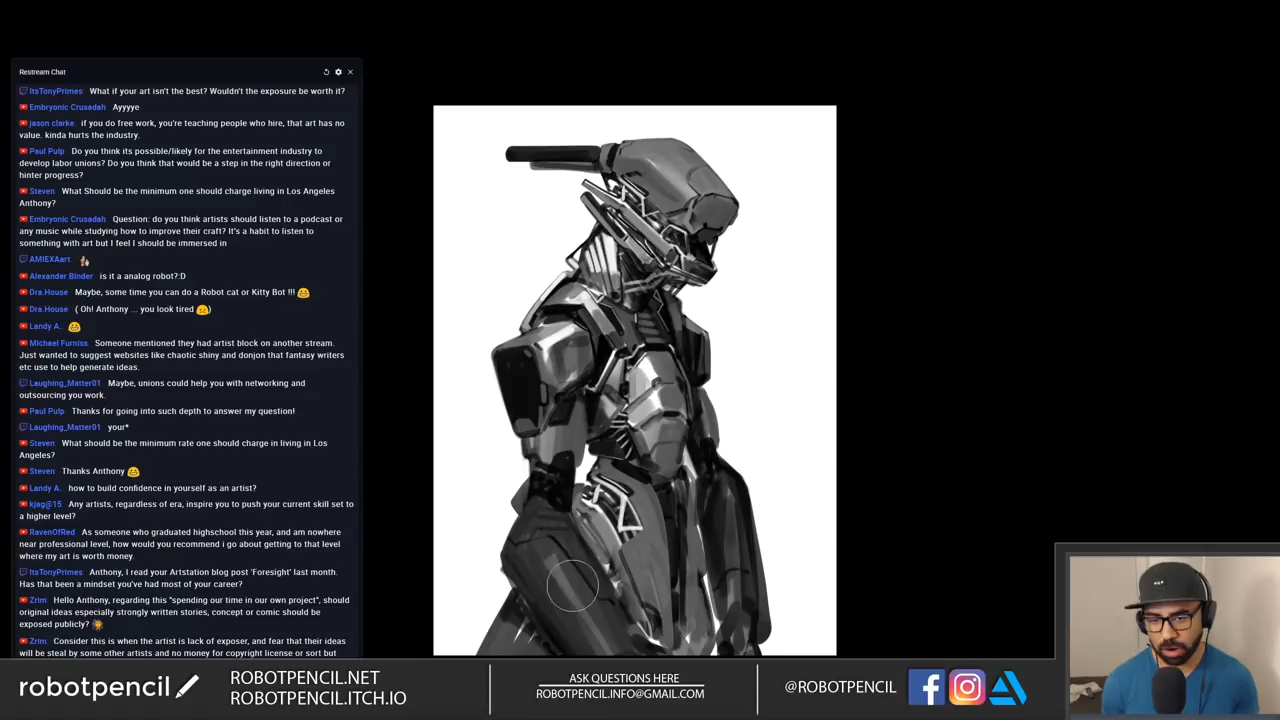 Restream Chat
ItsTonyPrimes What if your art isn't the best? Wouldn't the exposure be worth it?
Embryonic Crusadah Ayyyye
jason clarke if you do free work, you're teaching people who hire, that art has no
value. kinda hurts the industry.
Paul Pulp Do you think its possible/likely for the entertainment industry to
develop labor unions? Do you think that would be a step in the right direction or
hinter progress?
Steven What Should be the minimum one should charge living in Los Angeles
Anthony?
Embryonic Crusadah Question: do you think artists should listen to a podcast or
any music while studying how to improve their craft? It's a habit to listen to
something with art but I feel I should be immersed in
AMIEXAart
Alexander BInder is it a analog robot?:D
Dra.House Maybe, some time you can do a Robot cat or Kitty Bot !!!
Dra.House ( Oh! Anthony ... you look tired )
Landy A.
Michael Furniss Someone mentioned they had artist block on another stream.
Just wanted to suggest websites like chaotic shiny and donjon that fantasy writers
etc use to help generate ideas.
Laughing_Matter01 Maybe, unions could help you with networking and
outsourcing you work.
Paul Pulp Thanks for going into such depth to answer my question!
Laughing_Matter01 your*
Steven What should be the minimum rate one should charge in living in Los
Angeles?
Steven Thanks Anthony
Landy A. how to build confidence in yourself as an artist?
kjag@15 Any artists, regardless of era, inspire you to push your current skill set to
a higher level?
RavenOfRed As someone who graduated highschool this year, and am nowhere
near professional level, how would you recommend i go about getting to that level
where my art is worth money.
ItsTonyPrimes Anthony, I read your Artstation blog post 'Foresight' last month.
Has that been a mindset you've had most of your career?
Zrim Hello Anthony, regarding this "spending our time in our own project", should
original ideas especially strongly written stories, concept or comic should be
exposed publicly?
Zrim Consider this is when the artist is lack of exposer, and fear that their ideas
will be steal by some other artists and no money for copyright license or sort but
robotpencil
ROBOTPENCIL.NET
ROBOTPENCIL.ITCH.IO
ASK QUESTIONS HERE
ROBOTPENCIL.INFO@GMAIL.COM
@ROBOTPENCIL